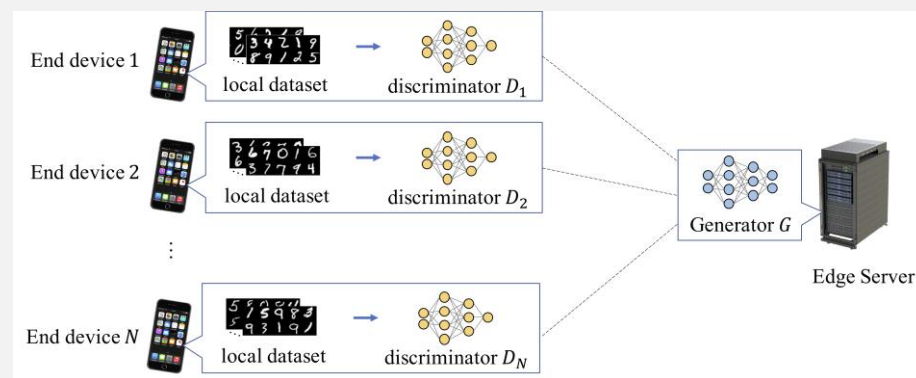 End device 1
local dataset
discriminator D₁
End device 2
local dataset
discriminator D₂
Generator G
Edge Server
⋮
End device N
local dataset
discriminator D_N